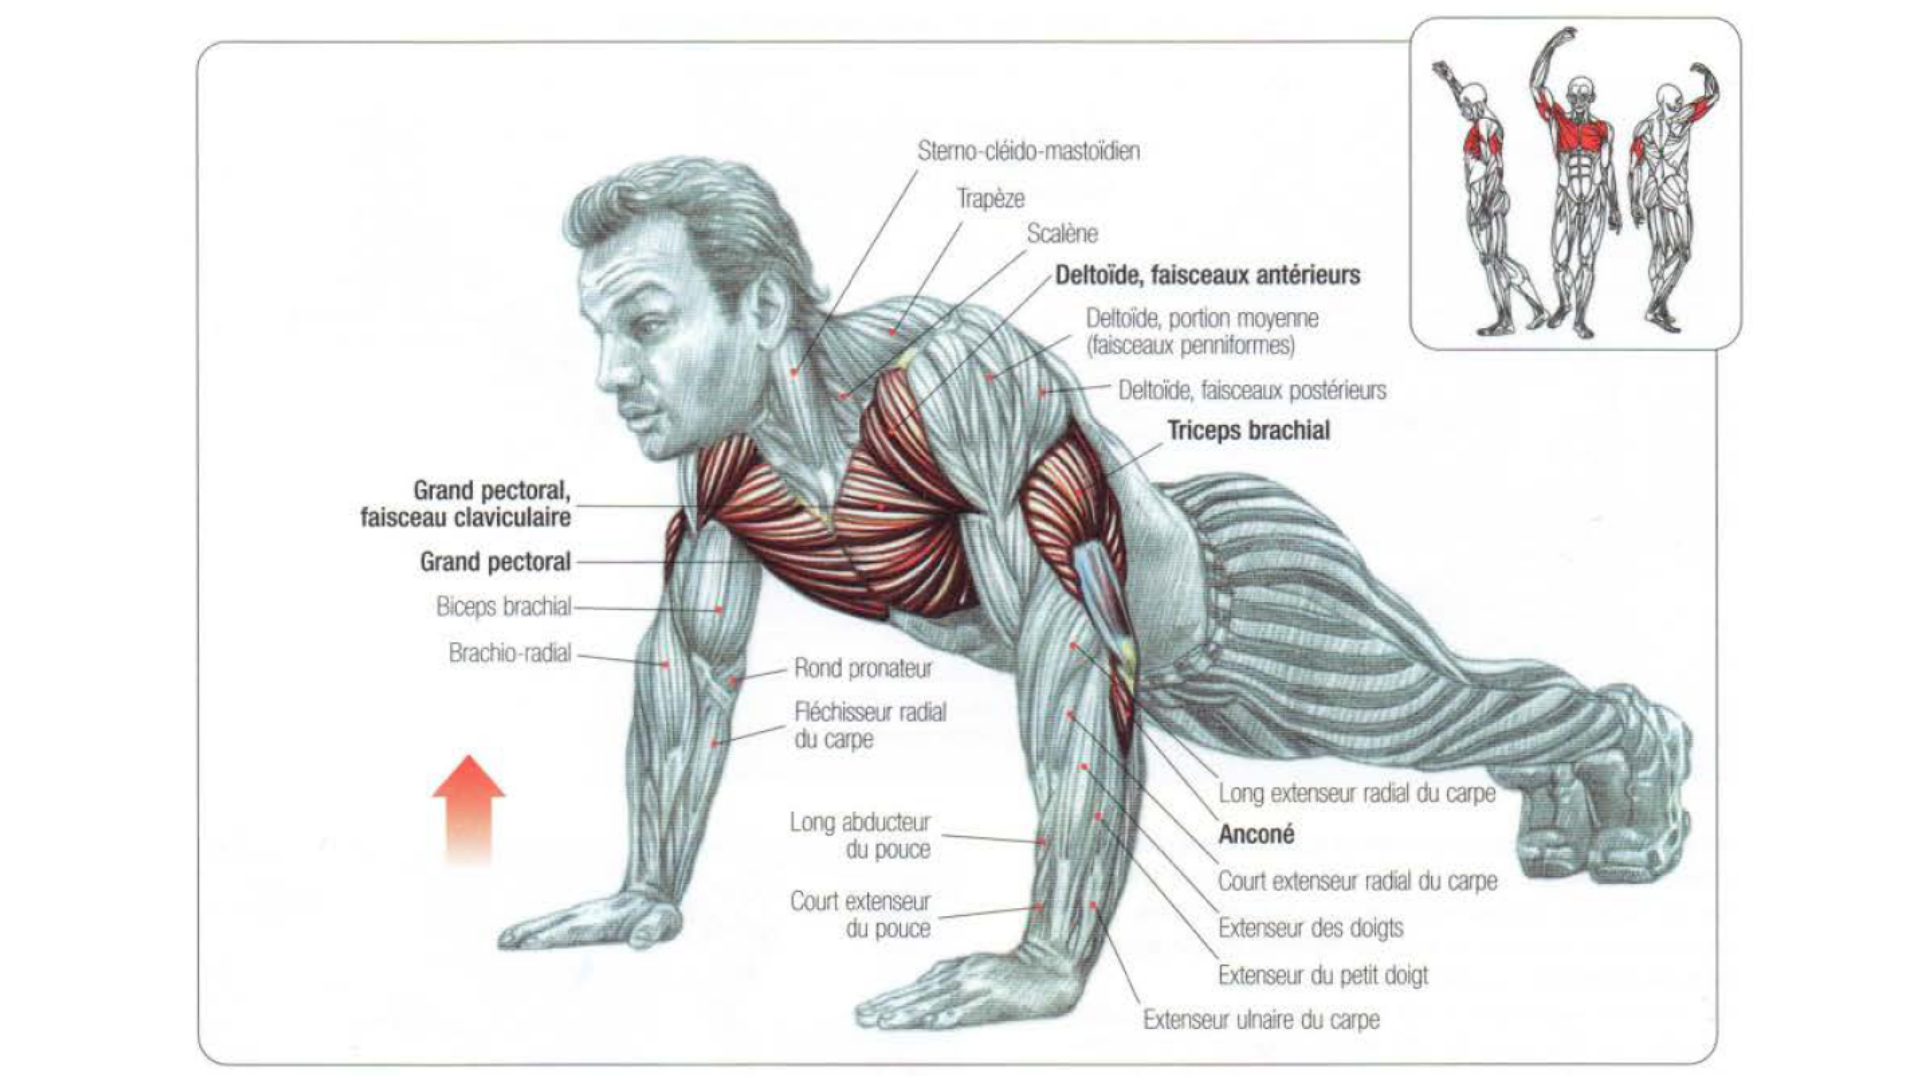 Sterno-cléido-mastoïdien
Trapèze
Scalène
Deltoïde, faisceaux antérieurs
Deltoïde, portion moyenne
(faisceaux penniformes)
Deltoïde, faisceaux postérieurs
Triceps brachial
Grand pectoral,
faisceau claviculaire
Grand pectoral
Biceps brachial
Brachio-radial
Rond pronateur
Fléchisseur radial
du carpe
Long abducteur
du pouce
Court extenseur
du pouce
Long extenseur radial du carpe
Anconé
Court extenseur radial du carpe
Extenseur des doigts
Extenseur du petit doigt
Extenseur ulnaire du carpe